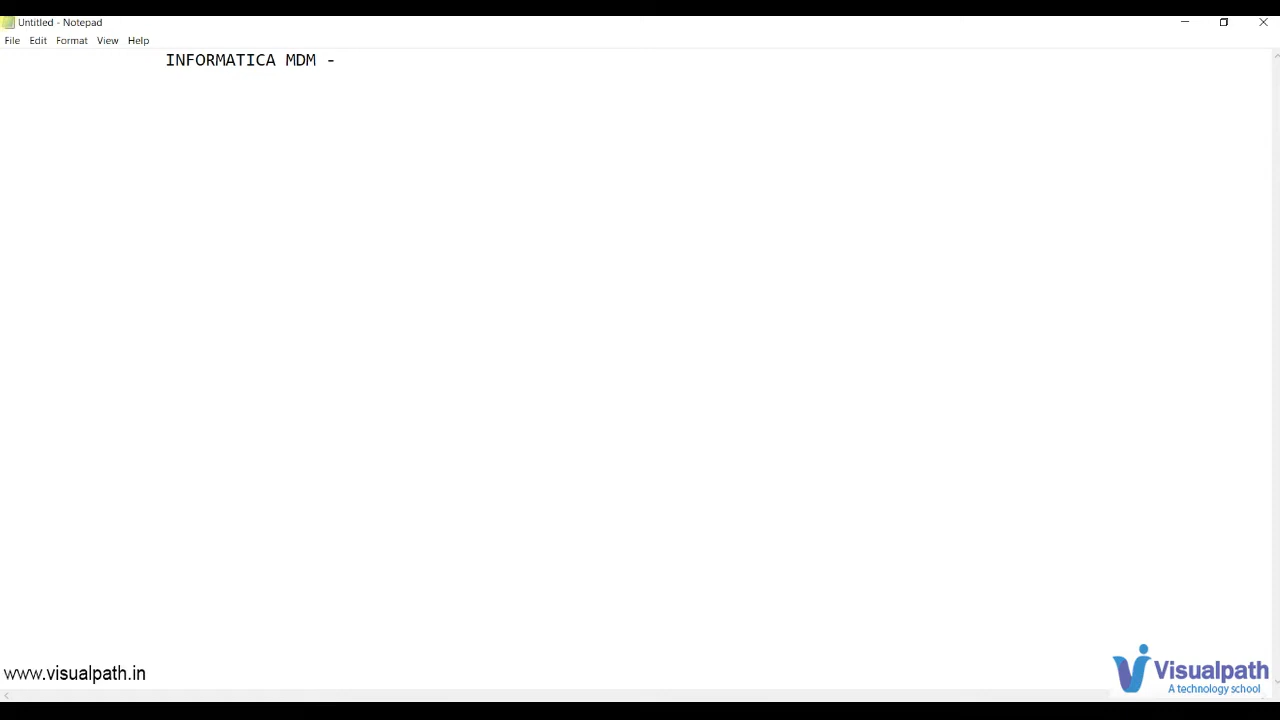 Untitled - Notepad
File Edit Format View Help
INFORMATICA MDM -
www.visualpath.in
Visualpath
A technology school